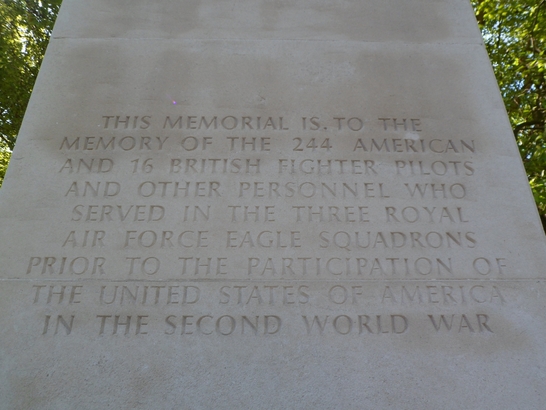 THIS MEMORIAL IS TO THE
MEMORY OF THE 244 AMERICAN
AND 16 BRITISH FIGHTER PILOTS
AND OTHER PERSONNEL WHO
SERVED IN THE THREE ROYAL
AIR FORCE EAGLE SQUADRONS
PRIOR TO THE PARTICIPATION OF
THE UNITED STATES OF AMERICA
IN THE SECOND WORLD WAR